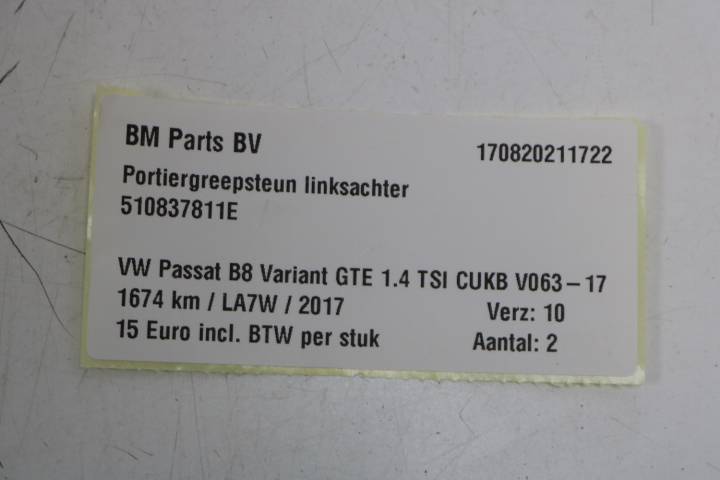 BM Parts BV 170820211722
Portiergreepsteun linksachter
510837811E
VW Passat B8 Variant GTE 1.4 TSI CUKB V063-17
1674 km / LA7W / 2017 Verz: 10
15 Euro incl. BTW per stuk Aantal: 2